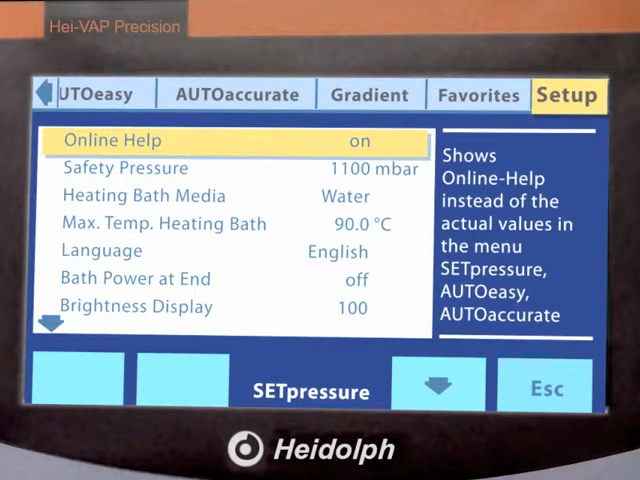 Hei-VAP Precision
UTOeasy AUTOaccurate Gradient Favorites Setup
Online Help on
Safety Pressure 1100 mbar
Heating Bath Media Water
Max. Temp. Heating Bath 90.0 °C
Language English
Bath Power at End off
Brightness Display 100
Shows
Online-Help
instead of the
actual values in
the menu
SETpressure,
AUTOeasy,
AUTOaccurate
SETpressure
Esc
Heidolph